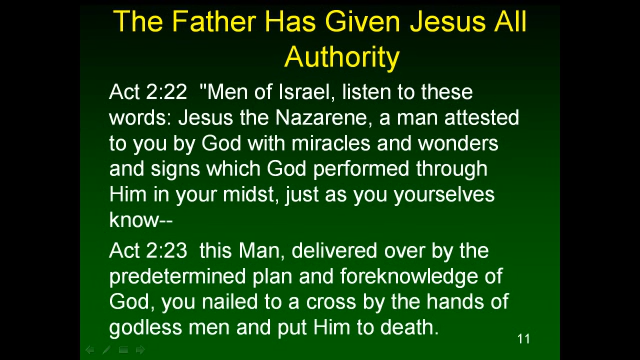 The Father Has Given Jesus All
Authority
Act 2:22  "Men of Israel, listen to these
words: Jesus the Nazarene, a man attested
to you by God with miracles and wonders
and signs which God performed through
Him in your midst, just as you yourselves
know--
Act 2:23  this Man, delivered over by the
predetermined plan and foreknowledge of
God, you nailed to a cross by the hands of
godless men and put Him to death.
11